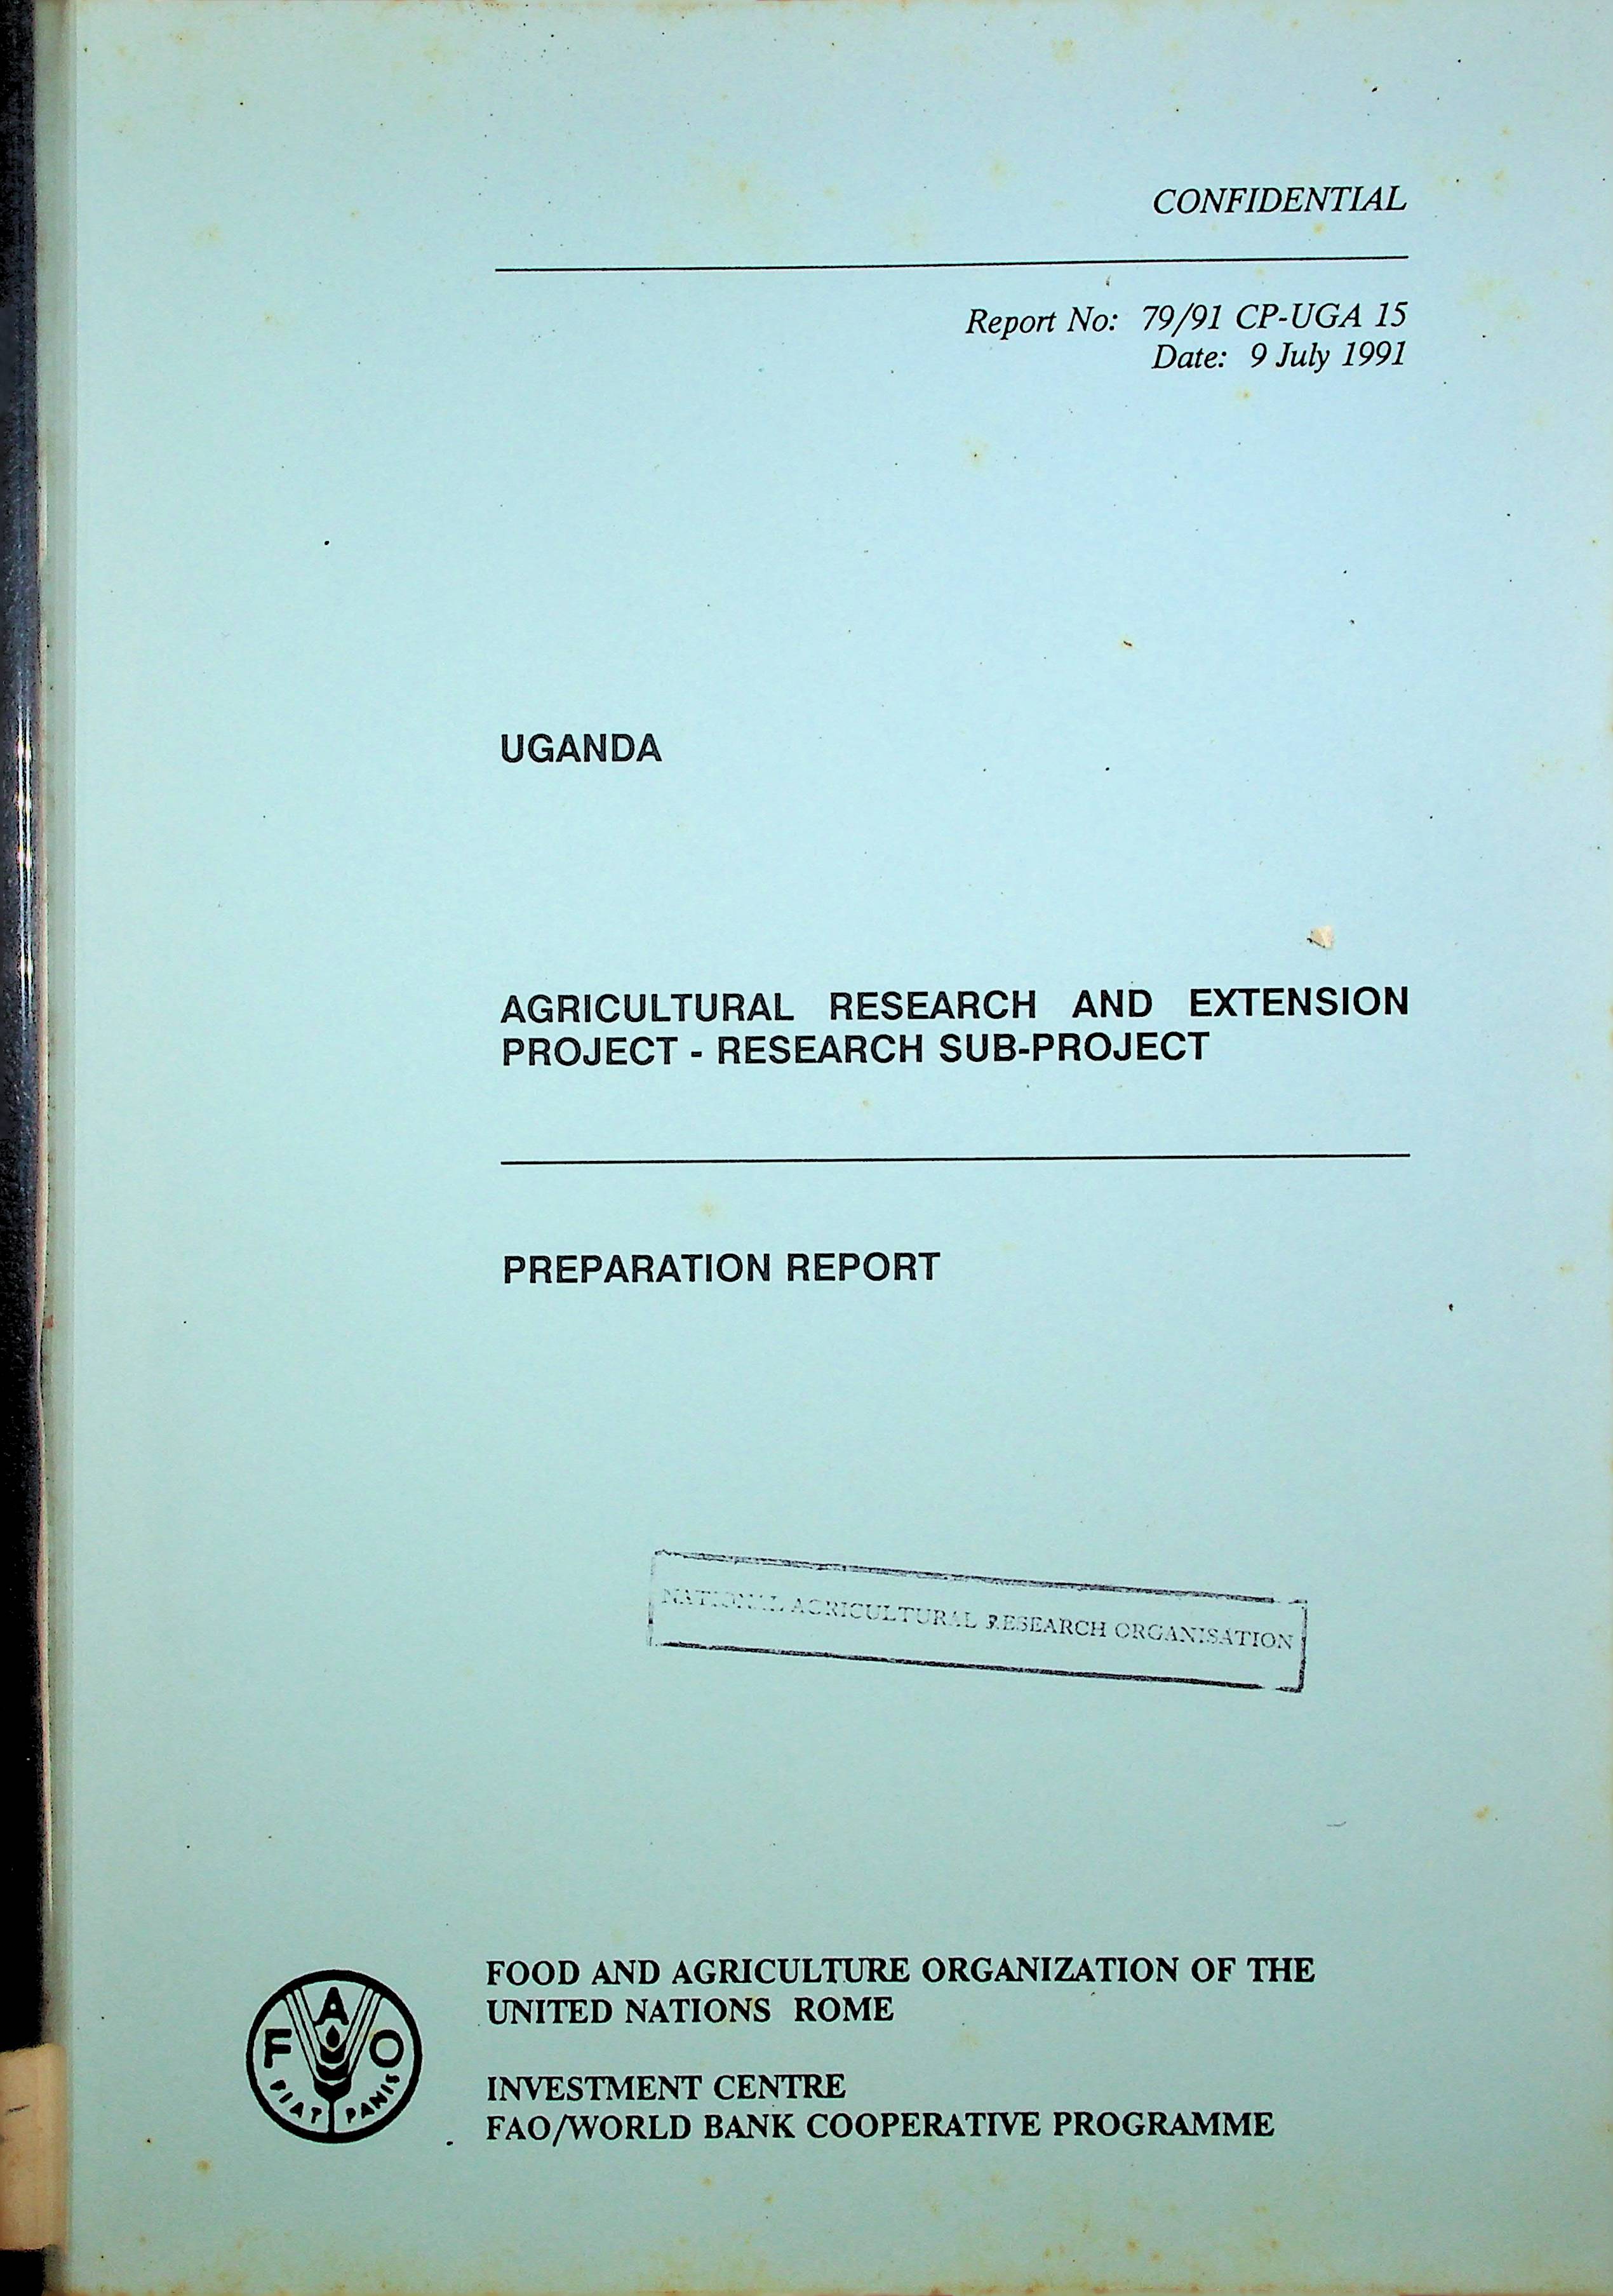 CONFIDENTIAL
Report No: 79/91 CP-UGA 15
Date: 9 July 1991
UGANDA
AGRICULTURAL RESEARCH AND EXTENSION
PROJECT - RESEARCH SUB-PROJECT
PREPARATION REPORT
NATIONAL AGRICULTURAL RESEARCH ORGANISATION
FAO
FIAT PANIS
FOOD AND AGRICULTURE ORGANIZATION OF THE
UNITED NATIONS ROME
INVESTMENT CENTRE
FAO/WORLD BANK COOPERATIVE PROGRAMME